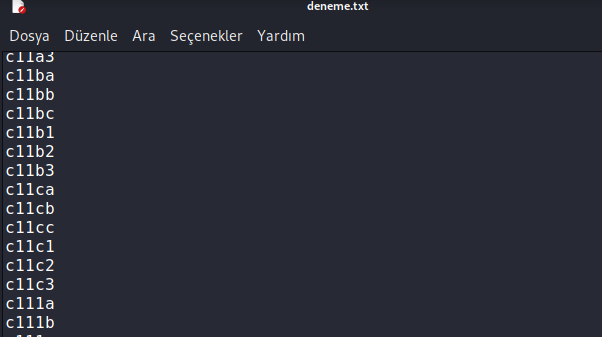 deneme.txt
Dosya Düzenle Ara Seçenekler Yardım
c11a3
c11ba
c11bb
c11bc
c11b1
c11b2
c11b3
c11ca
c11cb
c11cc
c11c1
c11c2
c11c3
c111a
c111b